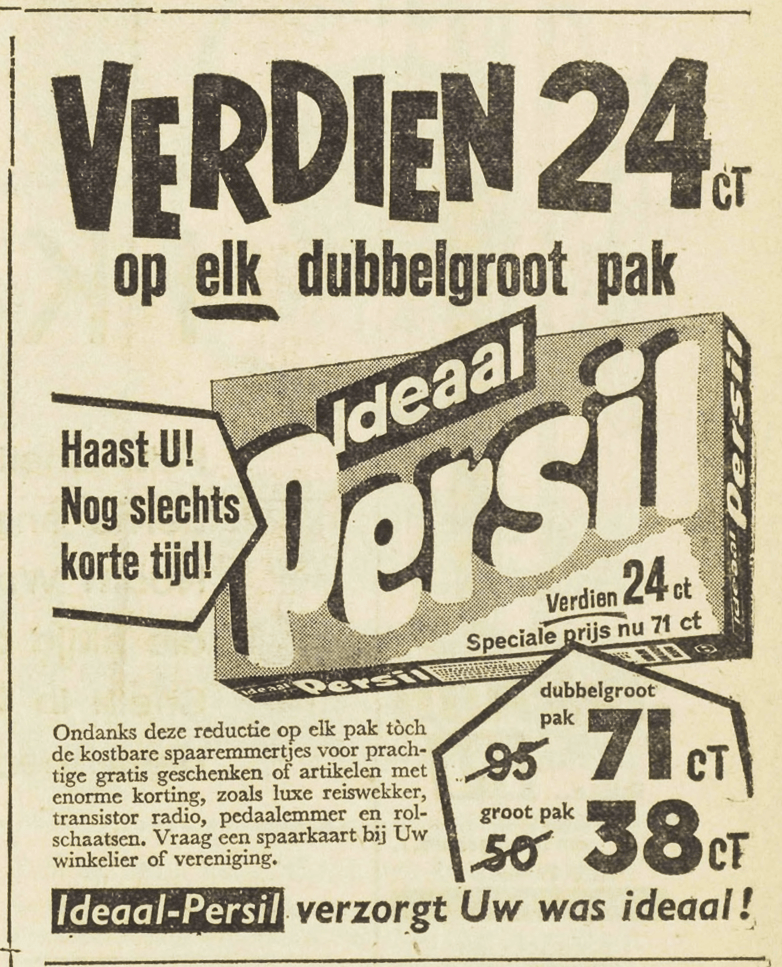 VERDIEN 24 CT
op elk dubbelgroot pak
Haast U!
Nog slechts
korte tijd!
Ideaal
Persil
Ideaal Persil
Verdien 24 ct
Speciale prijs nu 71 ct
Ideaal Persil
dubbelgroot
pak
95 71 CT
groot pak
50 38 CT
Ondanks deze reductie op elk pak tòch
de kostbare spaaremmertjes voor prach-
tige gratis geschenken of artikelen met
enorme korting, zoals luxe reiswekker,
transistor radio, pedaalemmer en rol-
schaatsen. Vraag een spaarkaart bij Uw
winkelier of vereniging.
Ideaal-Persil verzorgt Uw was ideaal!